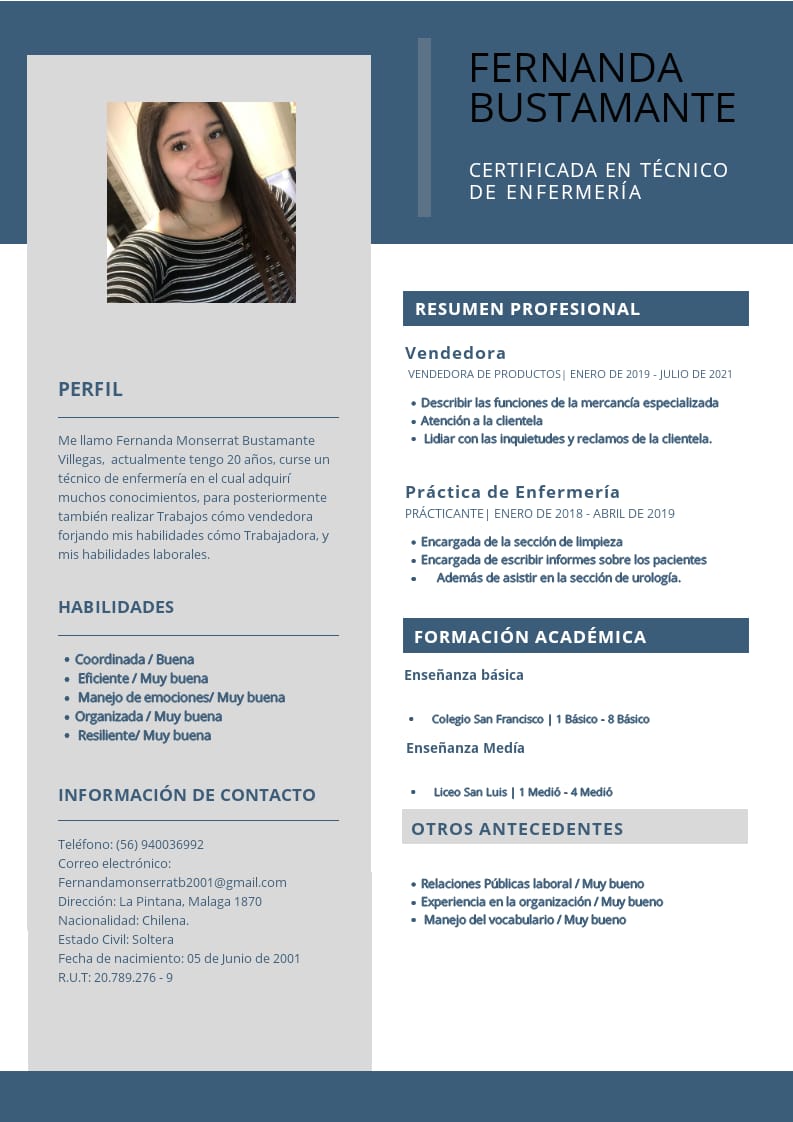 FERNANDA
BUSTAMANTE
CERTIFICADA EN TÉCNICO
DE ENFERMERÍA
PERFIL
Me llamo Fernanda Monserrat Bustamante
Villegas, actualmente tengo 20 años, curse un
técnico de enfermería en el cual adquirí
muchos conocimientos, para posteriormente
también realizar Trabajos cómo vendedora
forjando mis habilidades cómo Trabajadora, y
mis habilidades laborales.
HABILIDADES
• Coordinada / Buena
• Eficiente / Muy buena
• Manejo de emociones/ Muy buena
• Organizada / Muy buena
• Resiliente/ Muy buena
INFORMACIÓN DE CONTACTO
Teléfono: (56) 940036992
Correo electrónico:
Fernandamonserratb2001@gmail.com
Dirección: La Pintana, Malaga 1870
Nacionalidad: Chilena.
Estado Civil: Soltera
Fecha de nacimiento: 05 de Junio de 2001
R.U.T: 20.789.276 - 9
RESUMEN PROFESIONAL
Vendedora
VENDEDORA DE PRODUCTOS| ENERO DE 2019 - JULIO DE 2021
• Describir las funciones de la mercancía especializada
• Atención a la clientela
• Lidiar con las inquietudes y reclamos de la clientela.
Práctica de Enfermería
PRÁCTICANTE| ENERO DE 2018 - ABRIL DE 2019
• Encargada de la sección de limpieza
• Encargada de escribir informes sobre los pacientes
• Además de asistir en la sección de urología.
FORMACIÓN ACADÉMICA
Enseñanza básica
• Colegio San Francisco | 1 Básico - 8 Básico
Enseñanza Medía
• Liceo San Luis | 1 Medió - 4 Medió
OTROS ANTECEDENTES
• Relaciones Públicas laboral / Muy bueno
• Experiencia en la organización / Muy bueno
• Manejo del vocabulario / Muy bueno